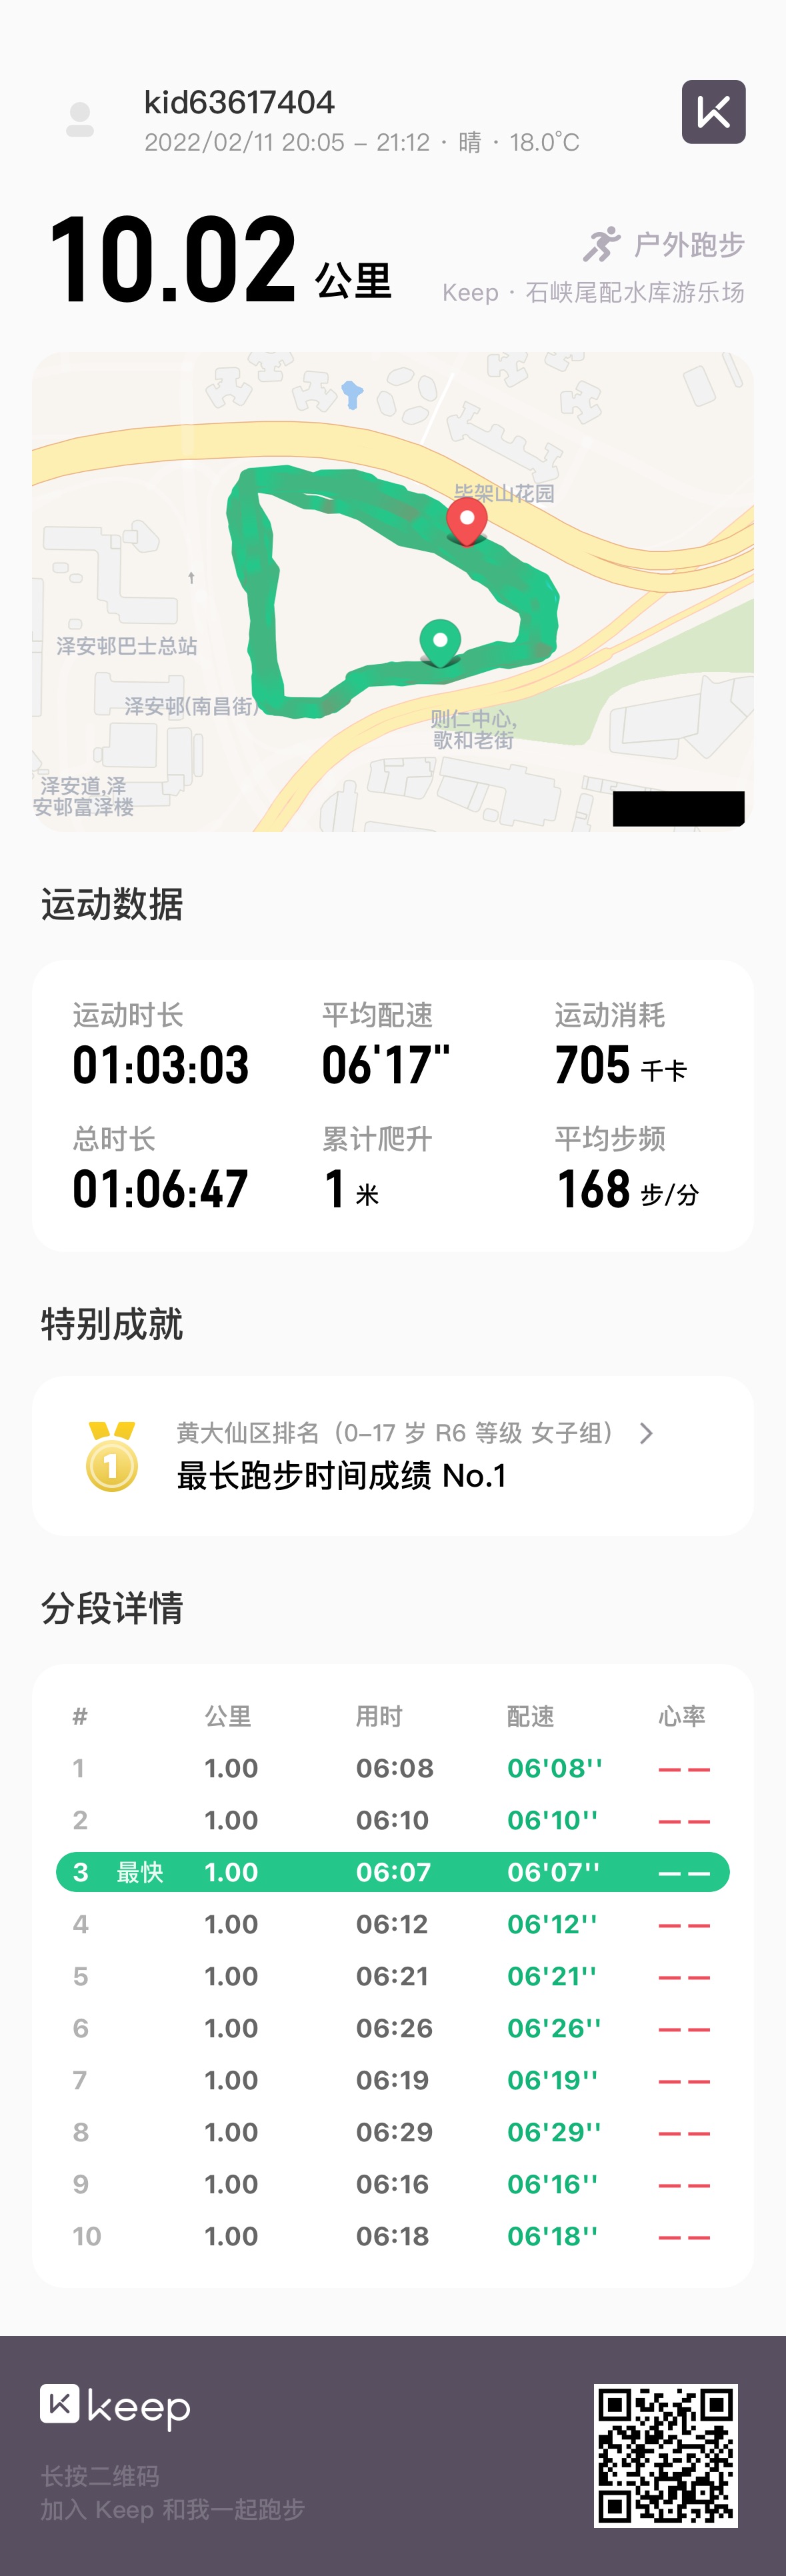 kid63617404
2022/02/11 20:05 – 21:12 · 晴 · 18.0℃
10.02 公里
户外跑步
Keep · 石峡尾配水库游乐场
毕架山花园
泽安邨巴士总站
泽安邨(南昌街)
则仁中心,
歌和老街
泽安道,泽
安邨富泽楼
运动数据
运动时长 平均配速 运动消耗
01:03:03 06'17" 705 千卡
总时长 累计爬升 平均步频
01:06:47 1 米 168 步/分
特别成就
黄大仙区排名（0–17 岁 R6 等级 女子组）
1
最长跑步时间成绩 No.1
分段详情
# 公里 用时 配速 心率
1 1.00 06:08 06'08'' — —
2 1.00 06:10 06'10'' — —
3 最快 1.00 06:07 06'07'' — —
4 1.00 06:12 06'12'' — —
5 1.00 06:21 06'21'' — —
6 1.00 06:26 06'26'' — —
7 1.00 06:19 06'19'' — —
8 1.00 06:29 06'29'' — —
9 1.00 06:16 06'16'' — —
10 1.00 06:18 06'18'' — —
keep
长按二维码
加入 Keep 和我一起跑步